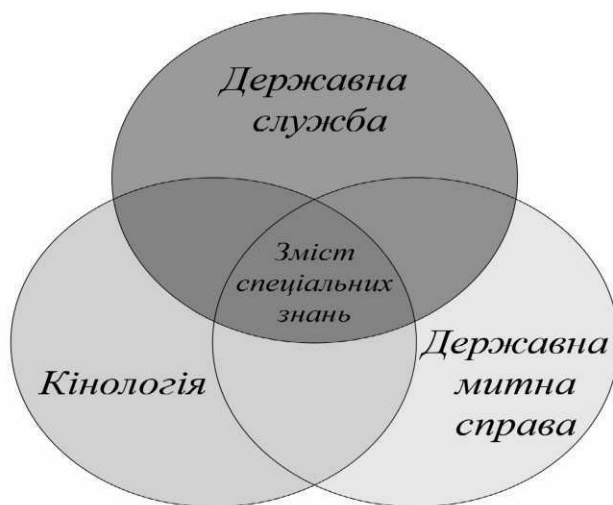 Державна
служба
Зміст
спеціальних
знань
Кінологія
Державна
митна
справа